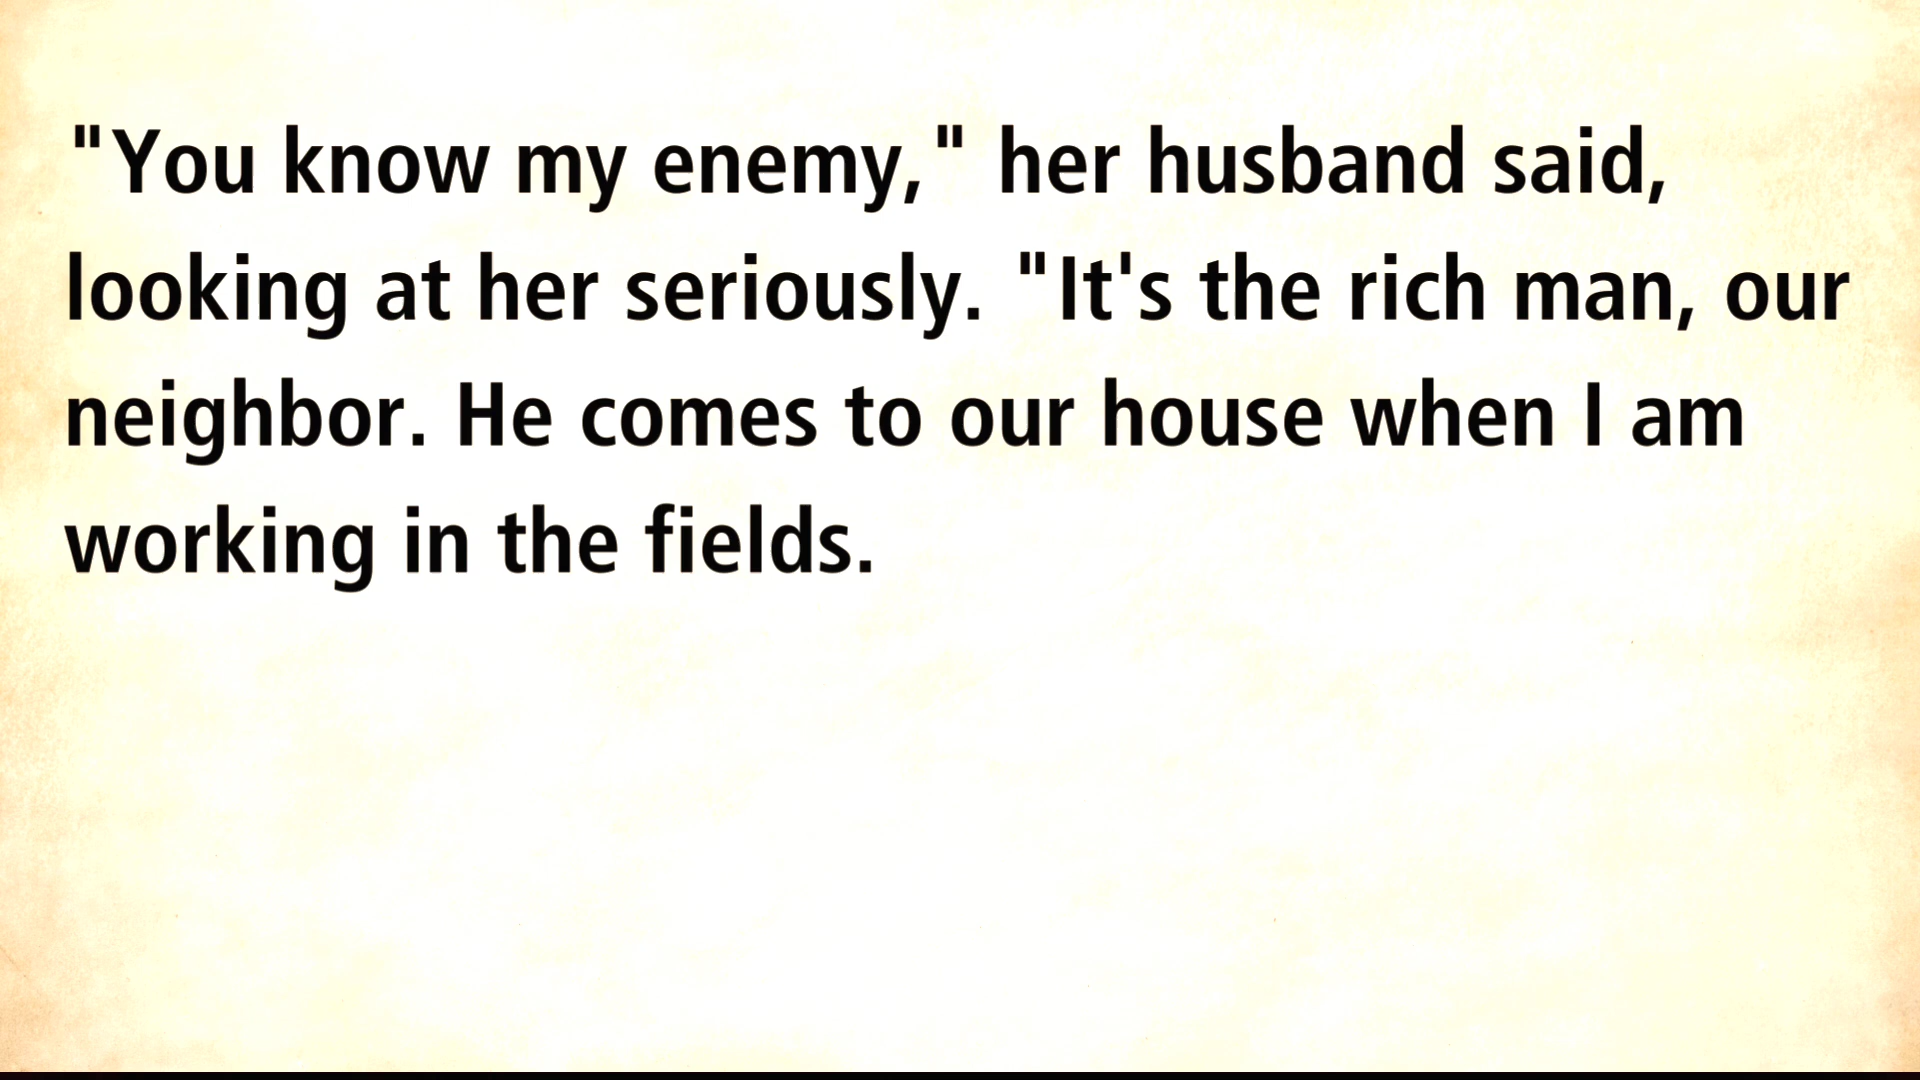 "You know my enemy," her husband said,
looking at her seriously. "It's the rich man, our
neighbor. He comes to our house when I am
working in the fields.